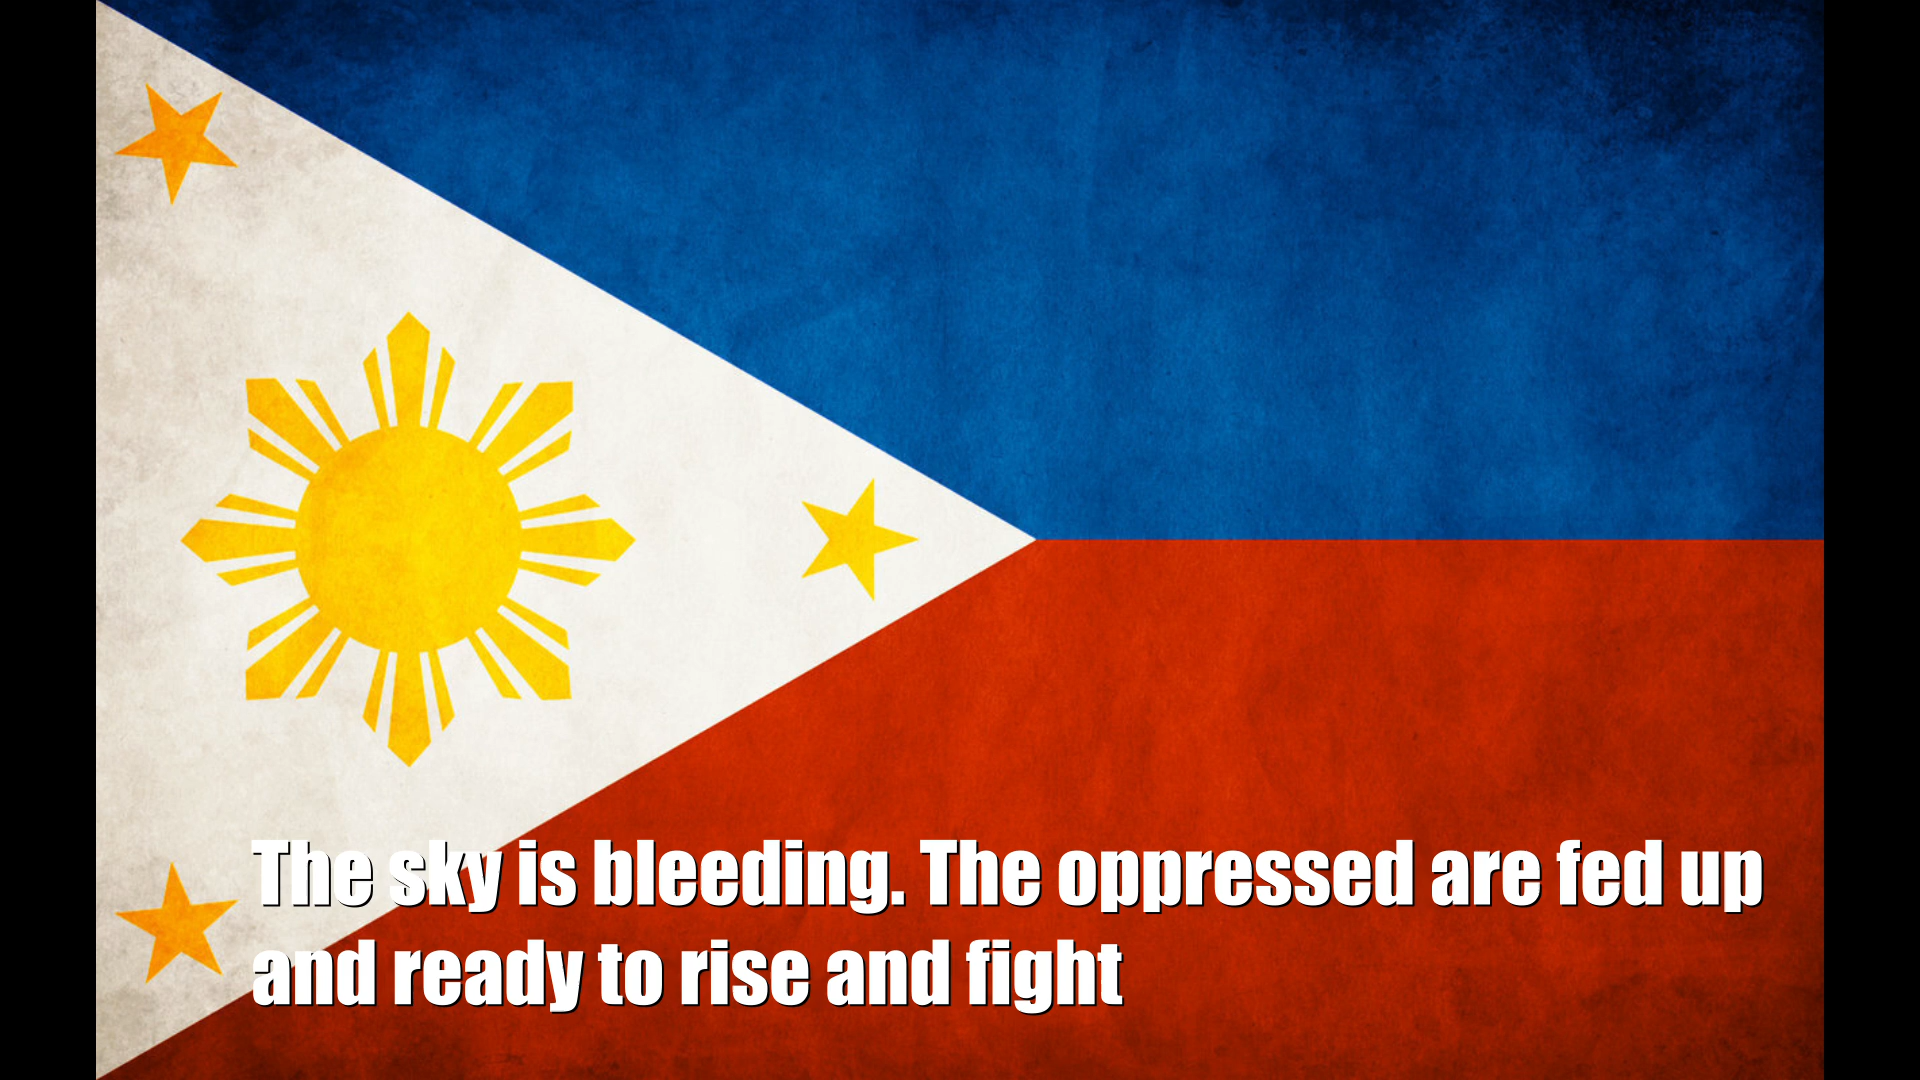 The sky is bleeding. The oppressed are fed up
and ready to rise and fight